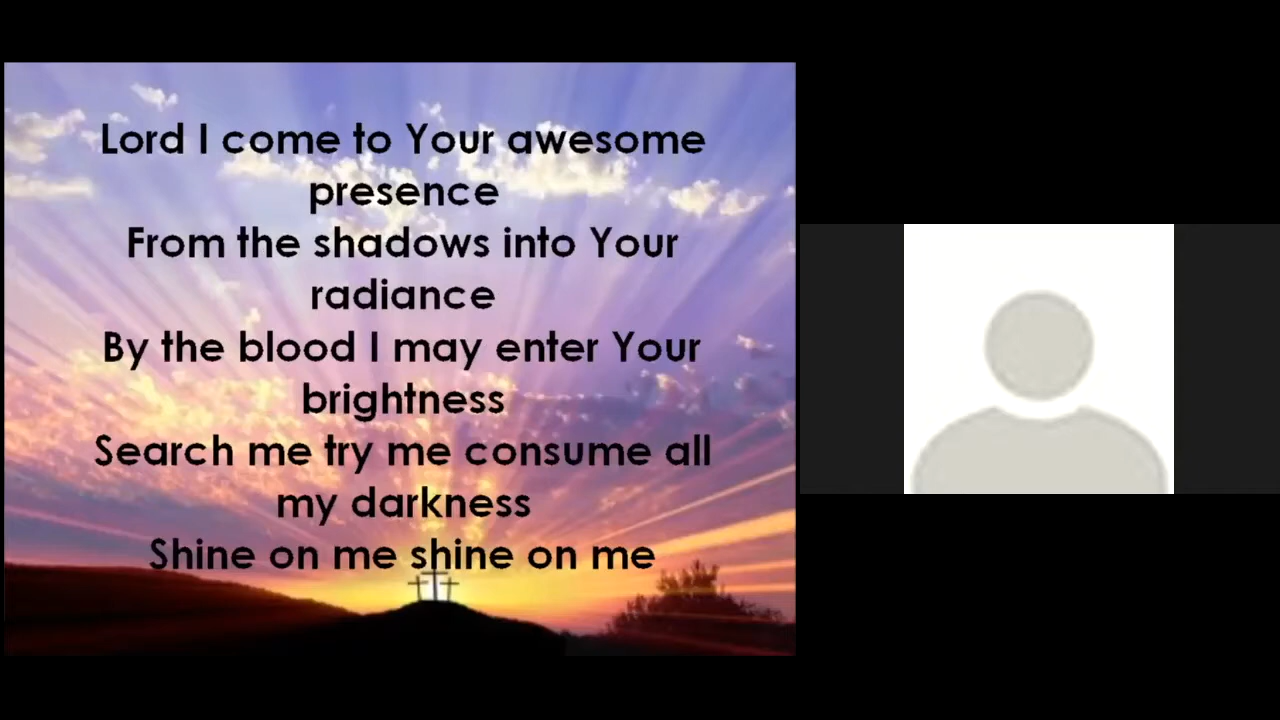 Lord I come to Your awesome
presence
From the shadows into Your
radiance
By the blood I may enter Your
brightness
Search me try me consume all
my darkness
Shine on me shine on me